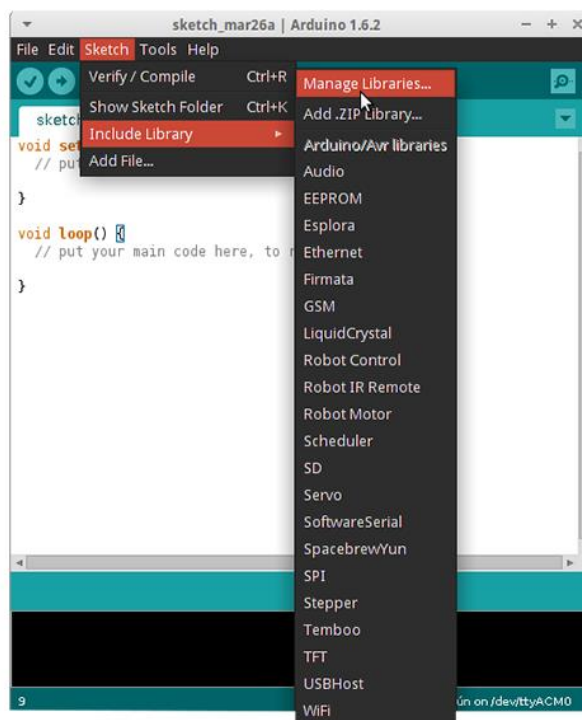 sketch_mar26a | Arduino 1.6.2
File Edit Sketch Tools Help
Verify / Compile Ctrl+R
Show Sketch Folder Ctrl+K
Include Library
Add File...
Manage Libraries...
Add .ZIP Library...
Arduino/Avr libraries
Audio
EEPROM
Esplora
Ethernet
Firmata
GSM
LiquidCrystal
Robot Control
Robot IR Remote
Robot Motor
Scheduler
SD
Servo
SoftwareSerial
SpacebrewYun
SPI
Stepper
Temboo
TFT
USBHost
WiFi
sketch
void set
// put
}
void loop() {
// put your main code here, to r
}
9
ún on /dev/ttyACM0